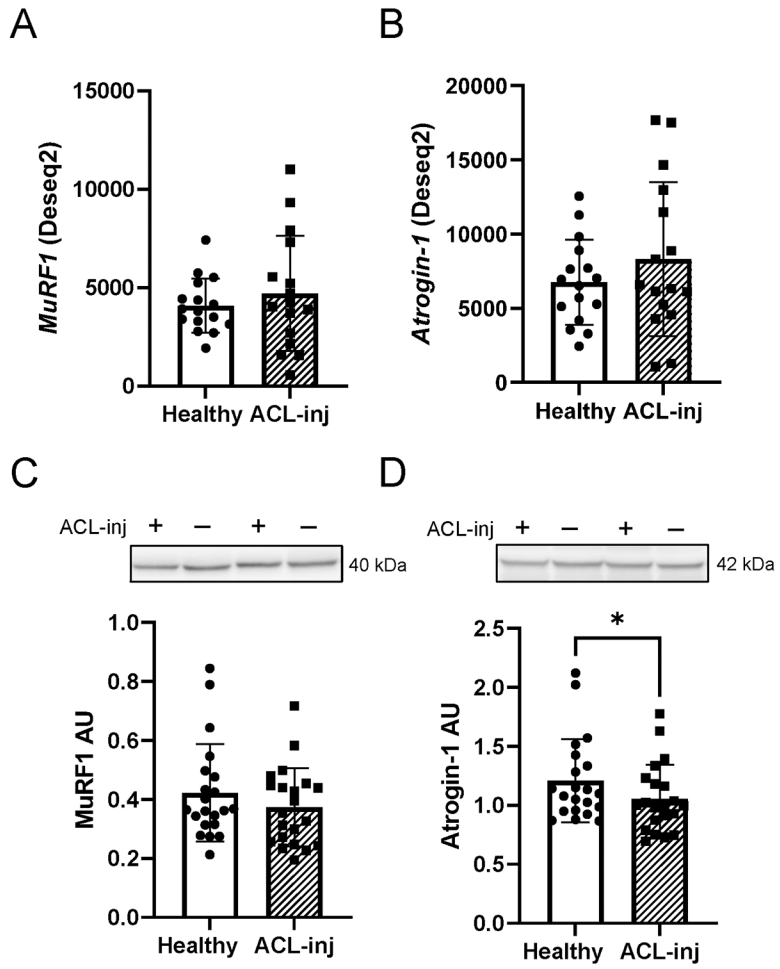 A
MuRF1 (Deseq2)
15000
10000
5000
0
Healthy ACL-inj
B
Atrogin-1 (Deseq2)
20000
15000
10000
5000
0
Healthy ACL-inj
C
ACL-inj + − + −
40 kDa
MuRF1 AU
1.0
0.8
0.6
0.4
0.2
0.0
Healthy ACL-inj
D
ACL-inj + − + −
42 kDa
Atrogin-1 AU
2.5
2.0
1.5
1.0
0.5
0.0
*
Healthy ACL-inj